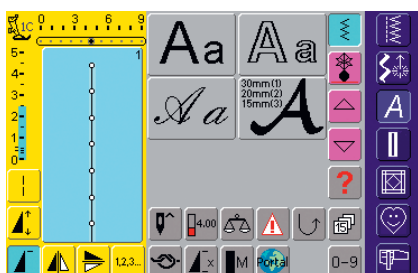 1C
0 3 6 9
1
5-
4-
3-
2-
1-
0
Aa
Aa
Aa
30mm(1)
20mm(2)
15mm(3)
A
A
?
4.00
!
15
1,2,3...
x
M
Portal
0-9